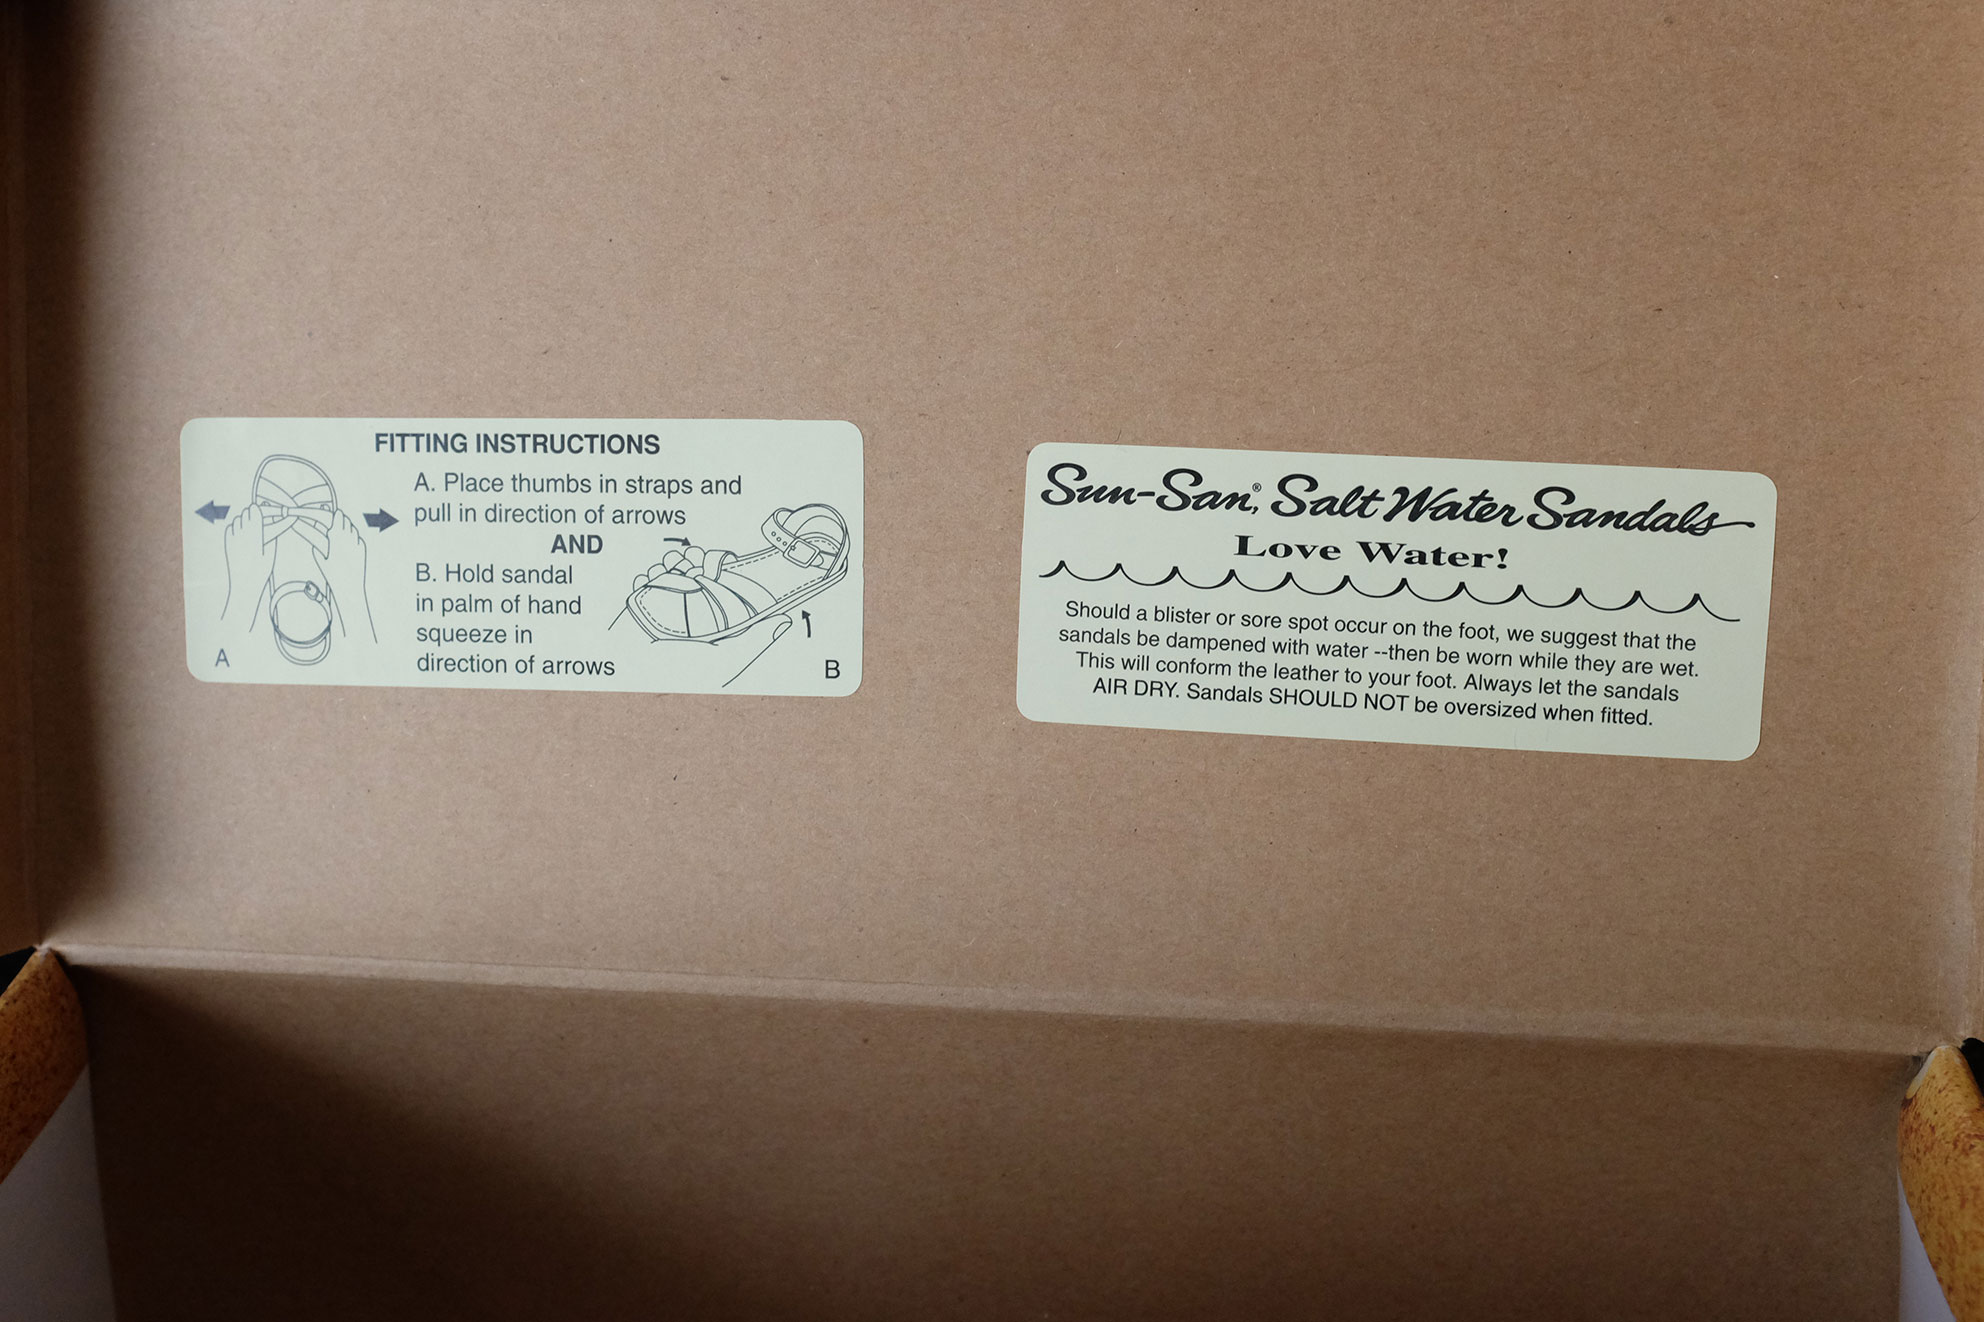 FITTING INSTRUCTIONS
A. Place thumbs in straps and
pull in direction of arrows
AND
B. Hold sandal
in palm of hand
squeeze in
direction of arrows
A
B
Sun-San®, Salt Water Sandals
Love Water!
Should a blister or sore spot occur on the foot, we suggest that the
sandals be dampened with water --then be worn while they are wet.
This will conform the leather to your foot. Always let the sandals
AIR DRY. Sandals SHOULD NOT be oversized when fitted.